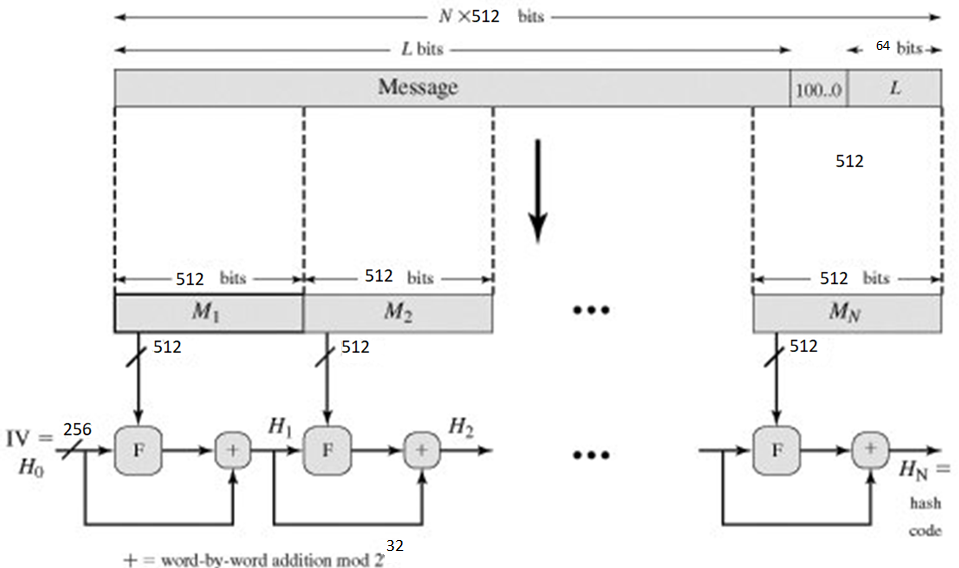 N ×512 bits
L bits
64 bits
Message
100..0
L
512
512 bits
512 bits
512 bits
M1
M2
•••
MN
512
512
512
IV =
H0
256
F
+
H1
F
+
H2
•••
F
+
HN =
hash
code
+ = word-by-word addition mod 2^32